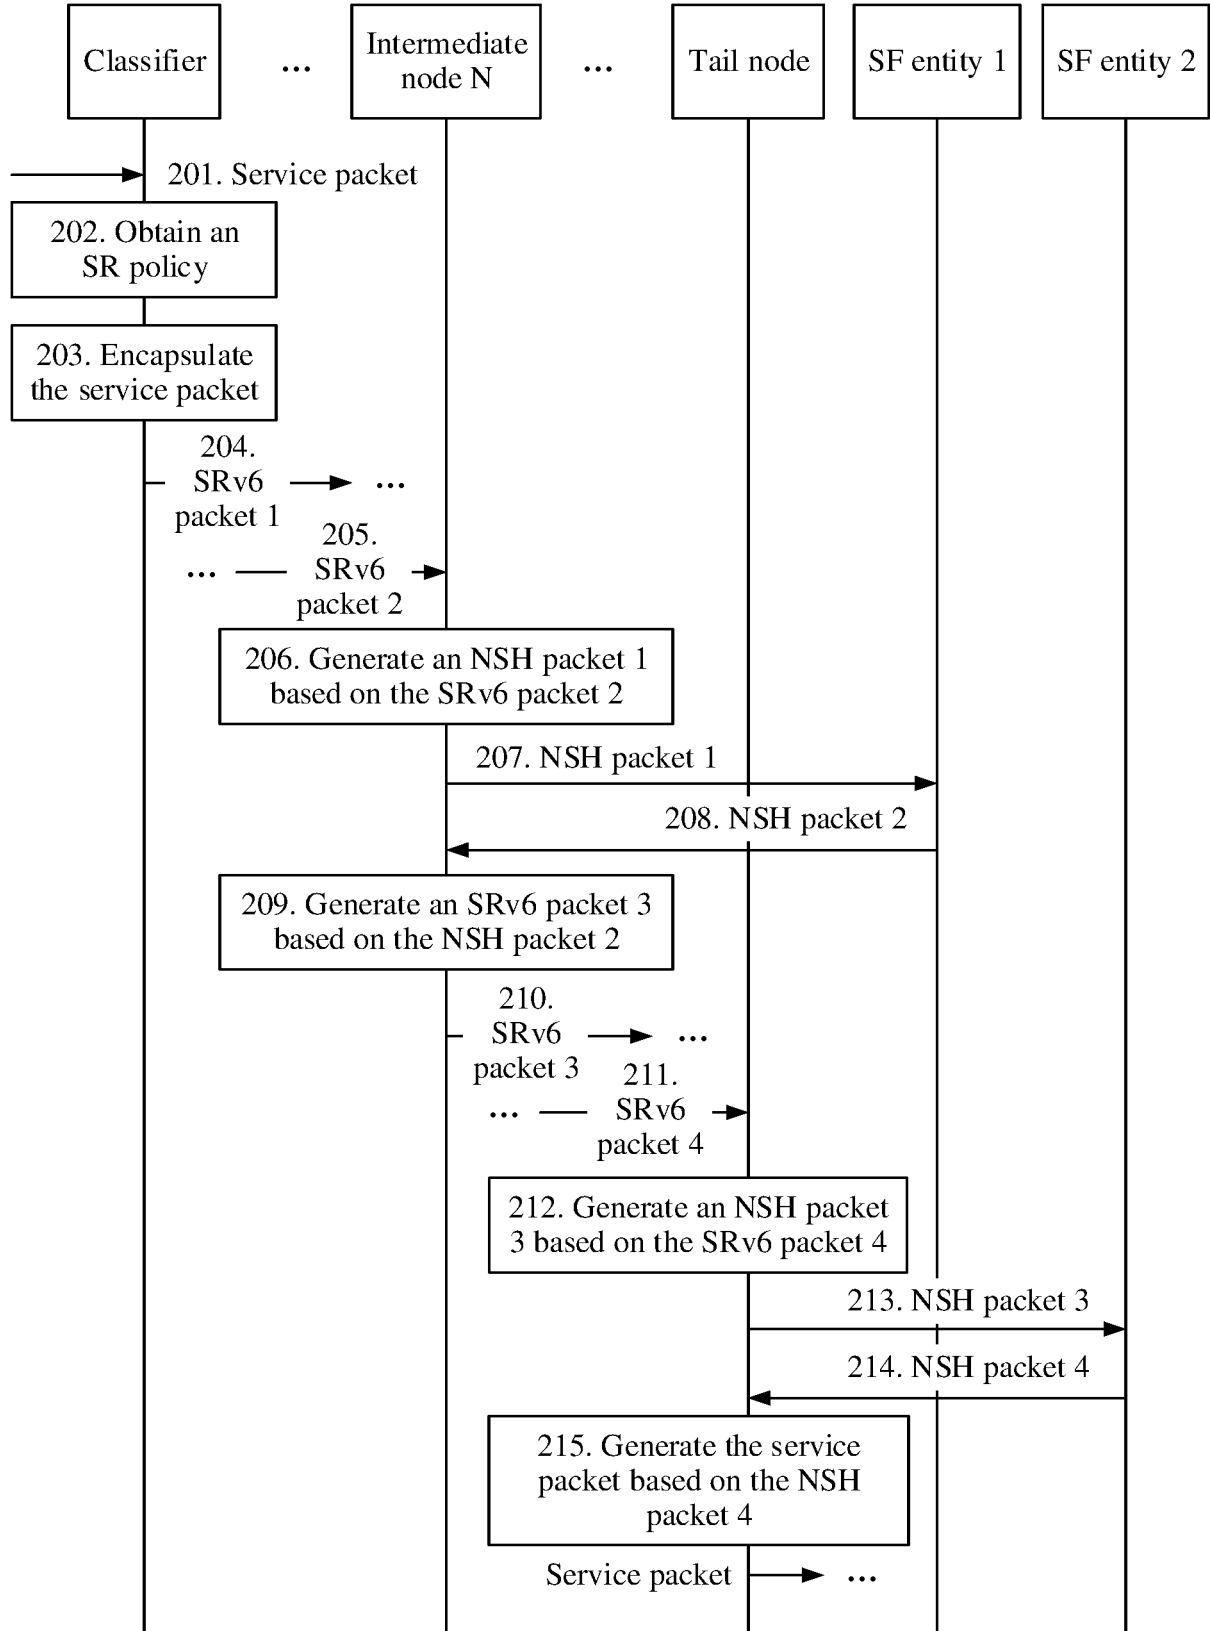 Classifier
...
Intermediate
node N
...
Tail node
SF entity 1
SF entity 2
201. Service packet
202. Obtain an
SR policy
203. Encapsulate
the service packet
204.
SRv6
packet 1
...
205.
...
SRv6
packet 2
206. Generate an NSH packet 1
based on the SRv6 packet 2
207. NSH packet 1
208. NSH packet 2
209. Generate an SRv6 packet 3
based on the NSH packet 2
210.
SRv6
packet 3
...
211.
...
SRv6
packet 4
212. Generate an NSH packet
3 based on the SRv6 packet 4
213. NSH packet 3
214. NSH packet 4
215. Generate the service
packet based on the NSH
packet 4
Service packet
...